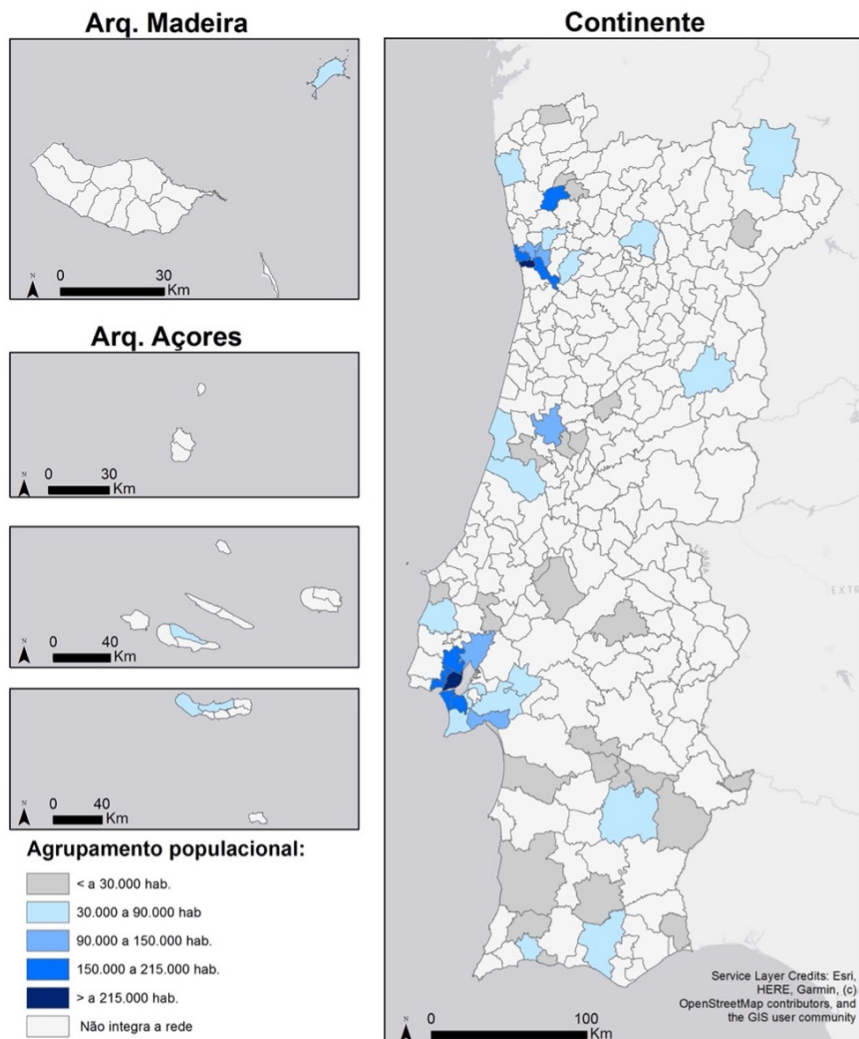 Arq. Madeira
N
0 30
Km
Arq. Açores
N
0 30
Km
N
0 40
Km
N
0 40
Km
Agrupamento populacional:
< a 30.000 hab.
30.000 a 90.000 hab
90.000 a 150.000 hab.
150.000 a 215.000 hab.
> a 215.000 hab.
Não integra a rede
Continente
EXTR
Service Layer Credits: Esri,
HERE, Garmin, (c)
OpenStreetMap contributors, and
the GIS user community
N
0 100
Km